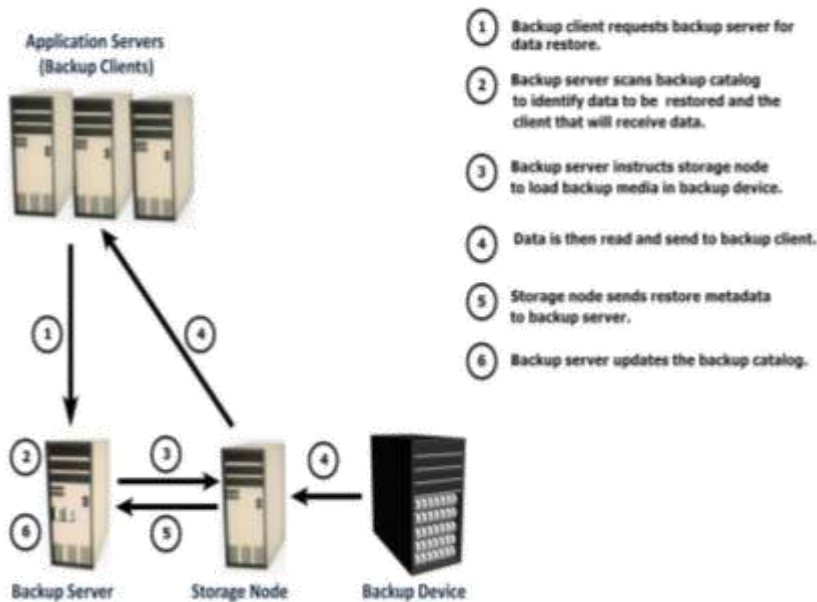 Application Servers
(Backup Clients)
1 Backup client requests backup server for
data restore.
2 Backup server scans backup catalog
to identify data to be restored and the
client that will receive data.
3 Backup server instructs storage node
to load backup media in backup device.
4 Data is then read and send to backup client.
5 Storage node sends restore metadata
to backup server.
6 Backup server updates the backup catalog.
1
4
2
3
4
6
5
Backup Server
Storage Node
Backup Device